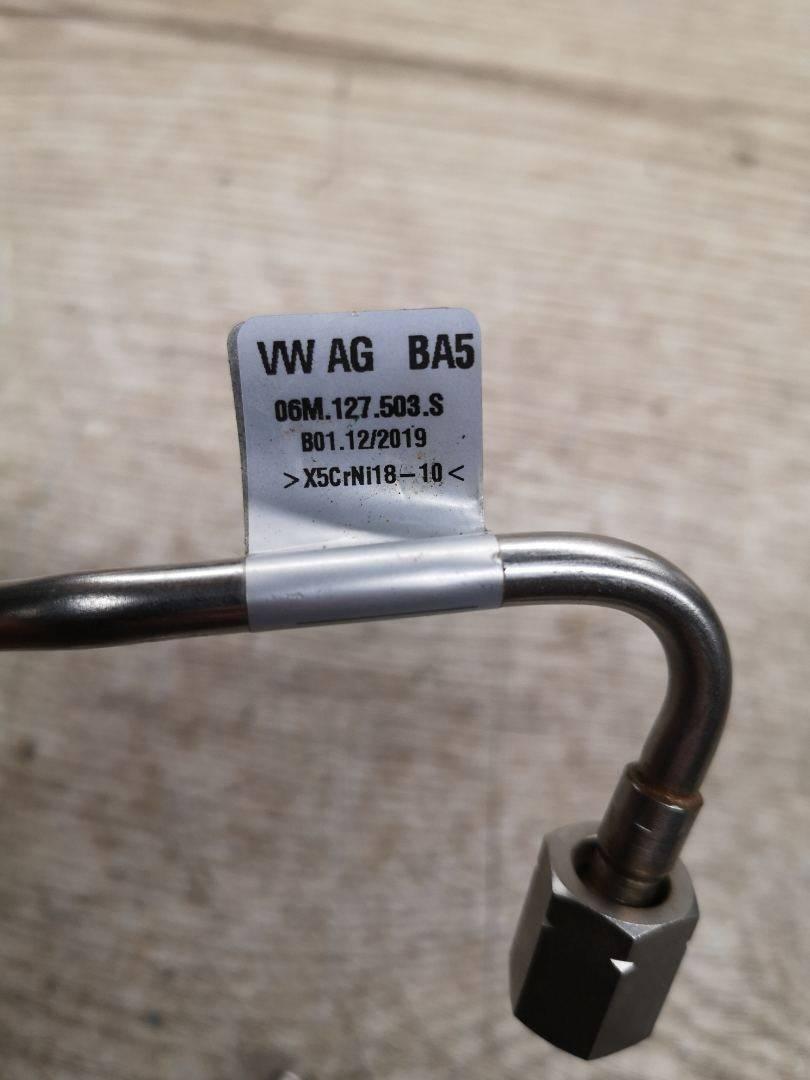 VW AG BA5
06M.127.503.S
B01.12/2019
>X5CrNi18-10<